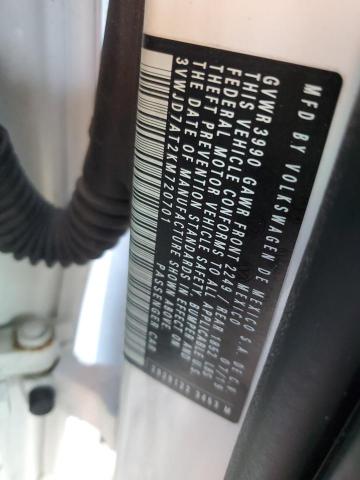 MFD BY VOLKSWAGEN DE MEXICO S.A. DE C.V.
MEXICO
GVWR 3990 GAWR FRONT 2249 / REAR 1852 LBS
THIS VEHICLE CONFORMS TO ALL APPLICABLE U.S.
FEDERAL MOTOR VEHICLE SAFETY, BUMPER AND
THEFT PREVENTION STANDARDS IN EFFECT ON
THE DATE OF MANUFACTURE SHOWN ABOVE.
3VWJD7AT2KM720701 PASSENGER CAR